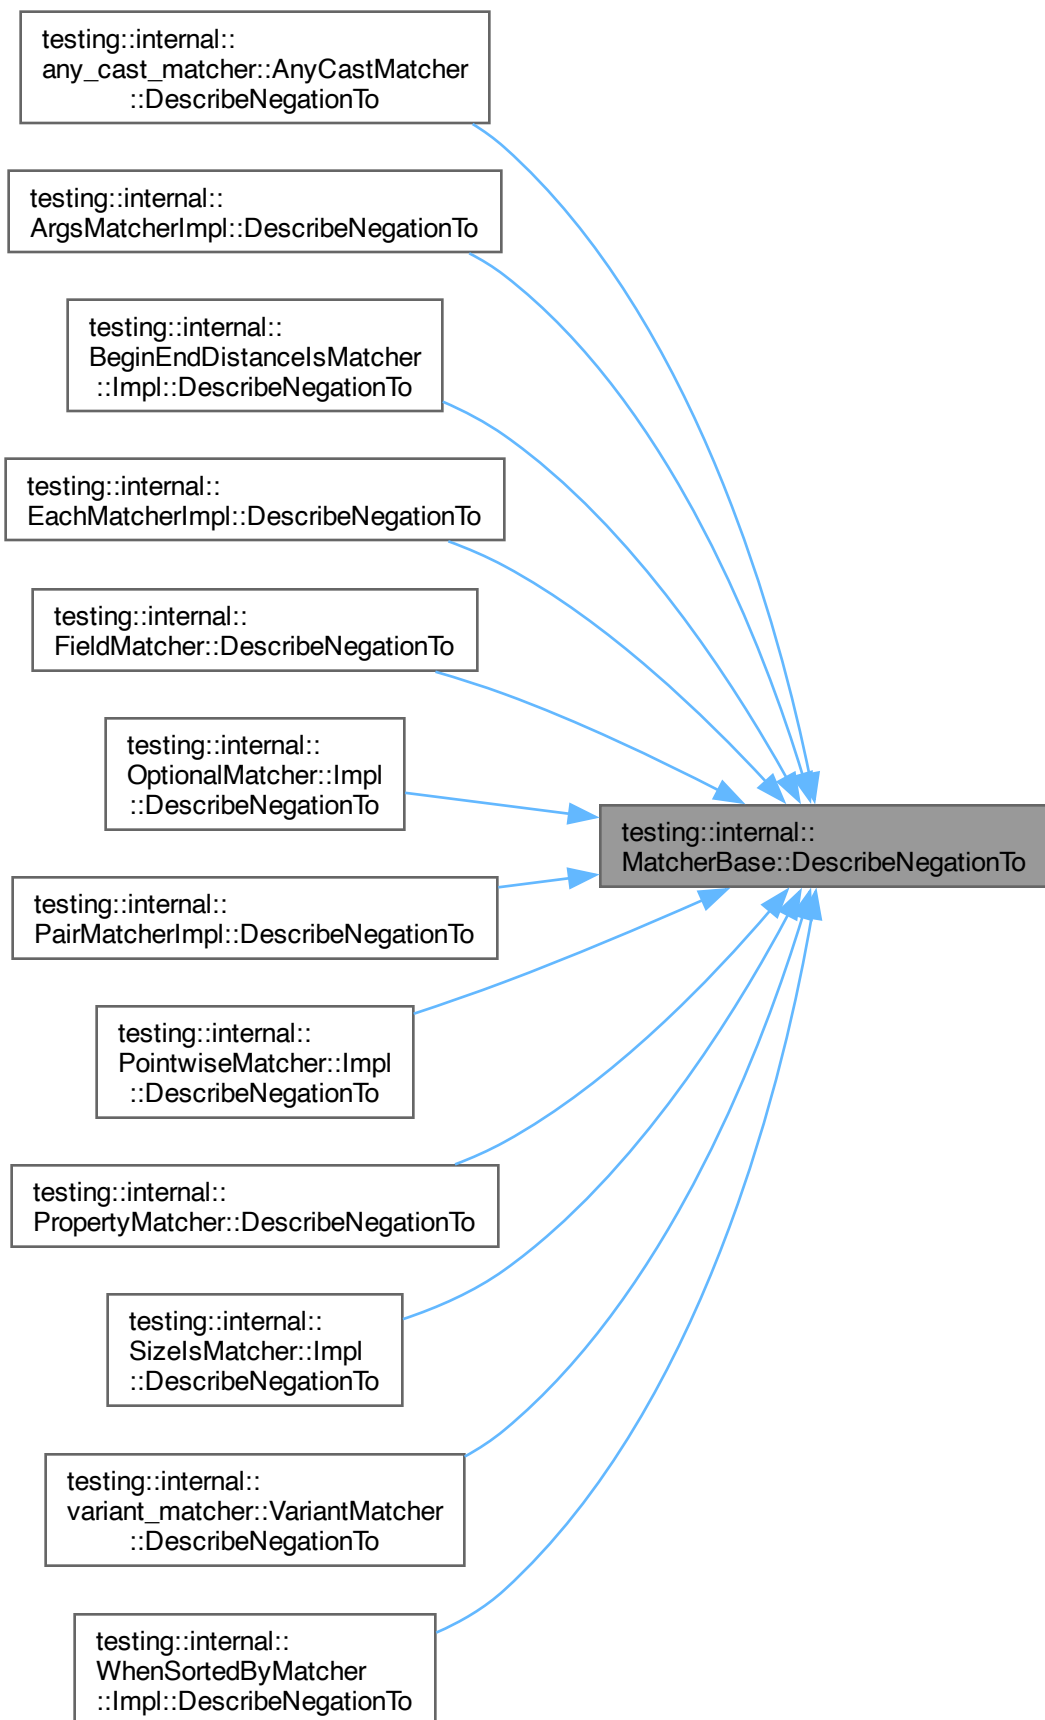 testing::internal::
any_cast_matcher::AnyCastMatcher
::DescribeNegationTo
testing::internal::
ArgsMatcherImpl::DescribeNegationTo
testing::internal::
BeginEndDistanceIsMatcher
::Impl::DescribeNegationTo
testing::internal::
EachMatcherImpl::DescribeNegationTo
testing::internal::
FieldMatcher::DescribeNegationTo
testing::internal::
OptionalMatcher::Impl
::DescribeNegationTo
testing::internal::
MatcherBase::DescribeNegationTo
testing::internal::
PairMatcherImpl::DescribeNegationTo
testing::internal::
PointwiseMatcher::Impl
::DescribeNegationTo
testing::internal::
PropertyMatcher::DescribeNegationTo
testing::internal::
SizeIsMatcher::Impl
::DescribeNegationTo
testing::internal::
variant_matcher::VariantMatcher
::DescribeNegationTo
testing::internal::
WhenSortedByMatcher
::Impl::DescribeNegationTo